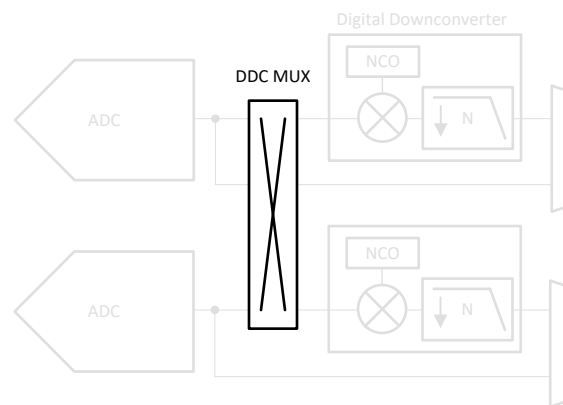 Digital Downconverter
NCO
DDC MUX
ADC
N
NCO
ADC
N